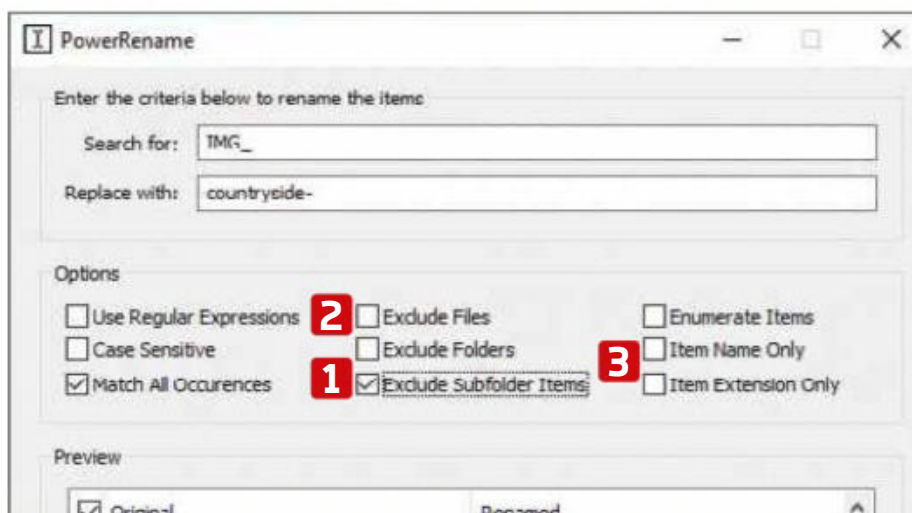 PowerRename
Enter the criteria below to rename the items
Search for: IMG_
Replace with: countryside-
Options
Use Regular Expressions 2 Exclude Files Enumerate Items
Case Sensitive Exclude Folders 3 Item Name Only
Match All Occurences 1 Exclude Subfolder Items Item Extension Only
Preview
Original Renamed